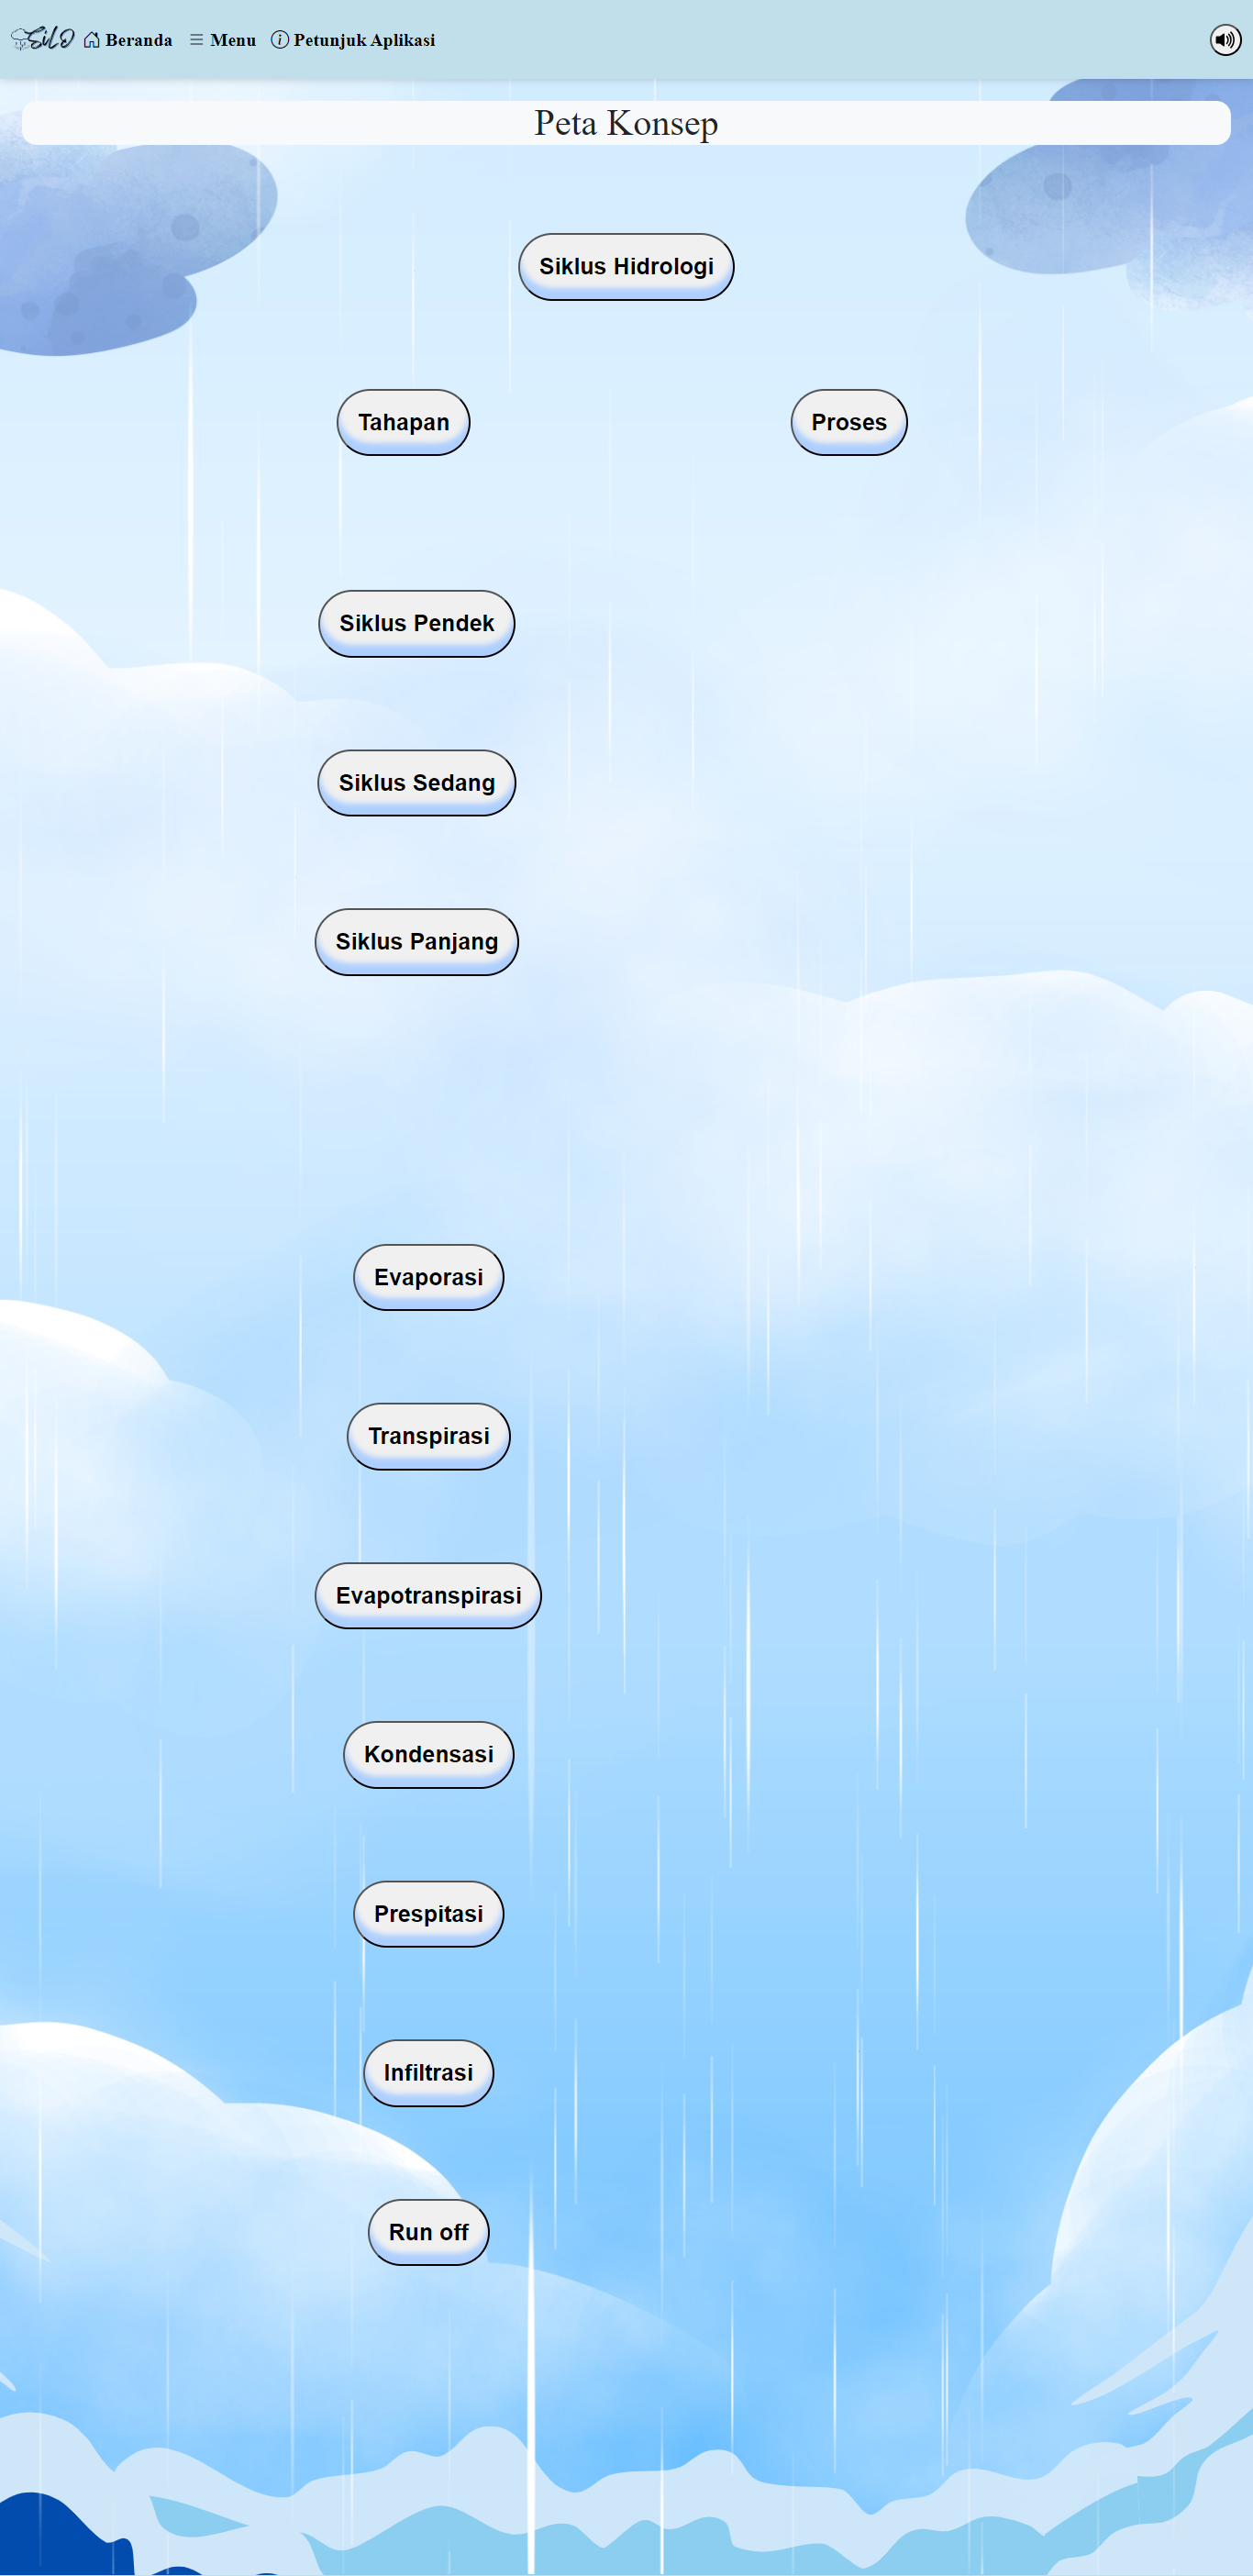 SiLO Beranda Menu Petunjuk Aplikasi
Peta Konsep
Siklus Hidrologi
Tahapan Proses
Siklus Pendek
Siklus Sedang
Siklus Panjang
Evaporasi
Transpirasi
Evapotranspirasi
Kondensasi
Prespitasi
Infiltrasi
Run off